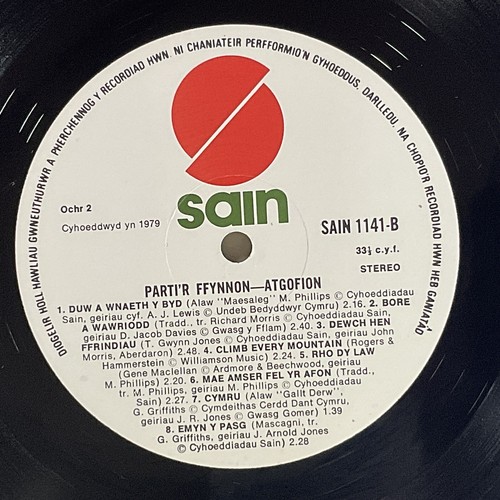 DIOGELIR HOLL HAWLIAU GWNEUTHURWR A PHERCHENNOG Y RECORDIAD HWN. NI CHANIATEIR PERFFORMIO'N GYHOEDDUS, DARLLEDU, NA CHOPIO'R RECORDIAD HWN HEB GANIATAD
sain
Ochr 2
Cyhoeddwyd yn 1979
SAIN 1141-B
33⅓ c.y.f.
STEREO
PARTI'R FFYNNON—ATGOFION
1. DUW A WNAETH Y BYD (Alaw "Maesaleg" M. Phillips © Cyhoeddiadau
Sain, geiriau cyf. A. J. Lewis © Undeb Bedyddwyr Cymru) 2.16. 2. BORE
A WAWRIODD (Tradd., tr. Richard Morris © Cyhoeddiadau Sain,
geiriau D. Jacob Davies © Gwasg y Fflam) 2.40. 3. DEWCH HEN
FFRINDIAU (T. Gwynn Jones © Cyhoeddiadau Sain, geiriau John
Morris, Aberdaron) 2.48. 4. CLIMB EVERY MOUNTAIN (Rogers &
Hammerstein © Williamson Music) 2.24. 5. RHO DY LAW
(Gene Maclellan © Ardmore & Beechwood, geiriau
M. Phillips) 2.20. 6. MAE AMSER FEL YR AFON (Tradd.,
tr. M. Phillips, geiriau M. Phillips © Cyhoeddiadau
Sain) 2.27. 7. CYMRU (Alaw "Gallt Derw",
G. Griffiths © Cymdeithas Cerdd Dant Cymru,
geiriau J. R. Jones © Gwasg Gomer) 1.39
8. EMYN Y PASG (Mascagni, tr.
G. Griffiths, geiriau J. Arnold Jones
© Cyhoeddiadau Sain) 2.28